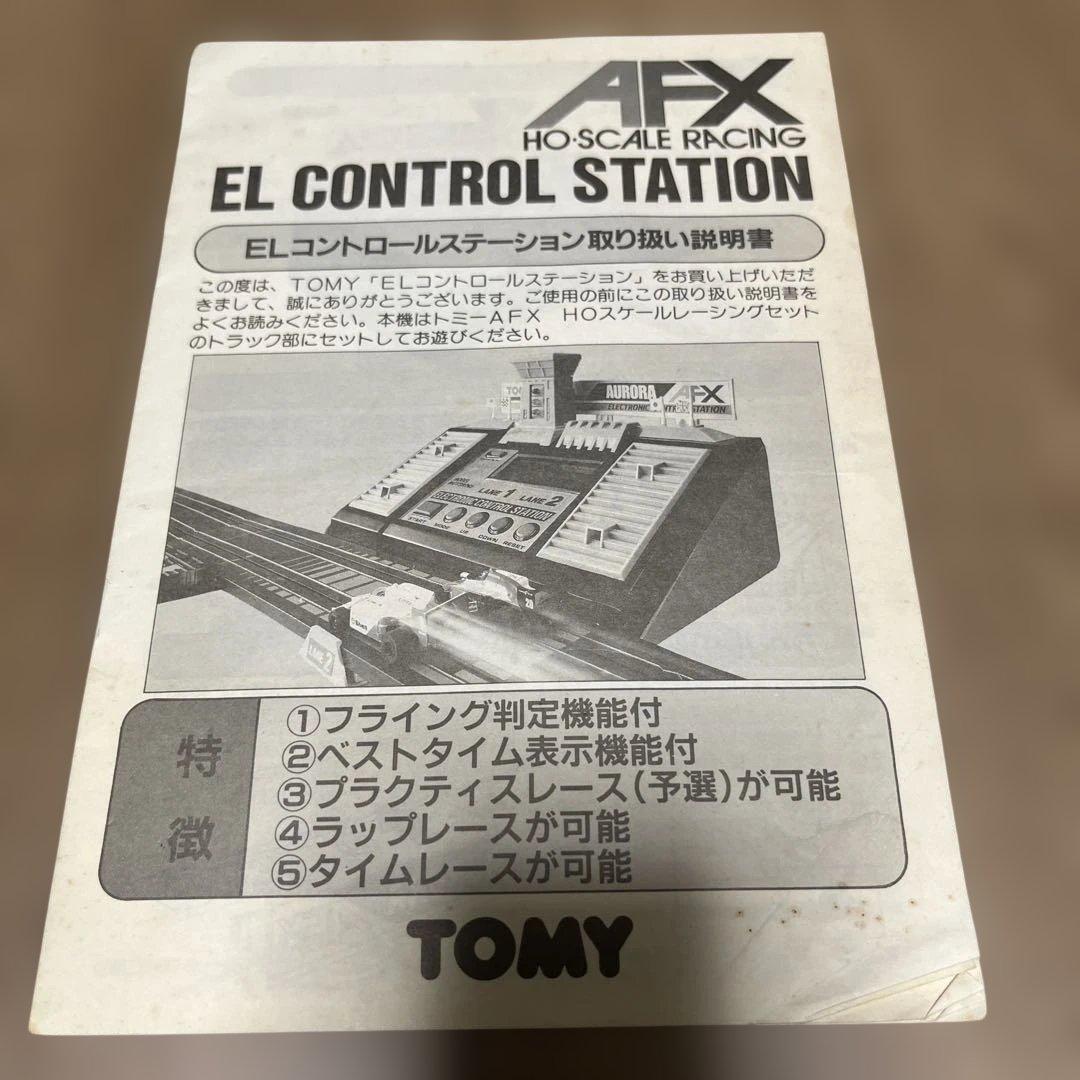 AFX
HO·SCALE RACING
EL CONTROL STATION
ELコントロールステーション取り扱い説明書
この度は、TOMY「ELコントロールステーション」をお買い上げいただ
きまして、誠にありがとうございます。ご使用の前にこの取り扱い説明書を
よくお読みください。本機はトミーAFX HOスケールレーシングセット
のトラック部にセットしてお遊びください。
AURORA AFX
ELECTRONIC CONTROL STATION
LANE 1 LANE 2
ELECTRONIC CONTROL STATION
START MODE UP DOWN RESET
LANE 2
特徴
①フライング判定機能付
②ベストタイム表示機能付
③プラクティスレース(予選)が可能
④ラップレースが可能
⑤タイムレースが可能
TOMY